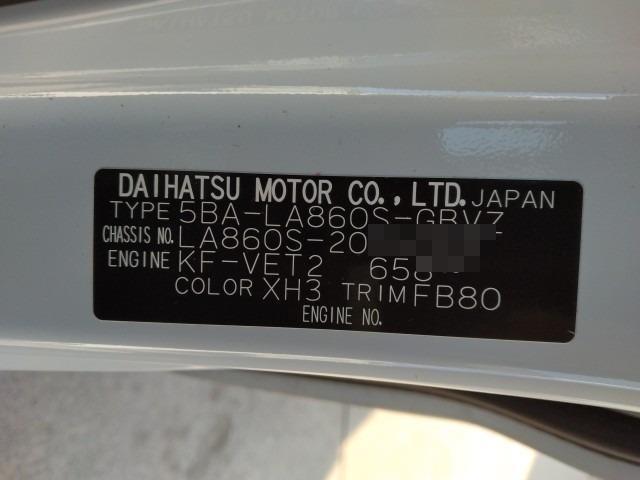 DAIHATSU MOTOR CO., LTD. JAPAN
TYPE 5BA-LA860S-GBVZ
CHASSIS NO. LA860S-20
ENGINE KF-VET2 658
COLOR XH3 TRIM FB80
ENGINE NO.